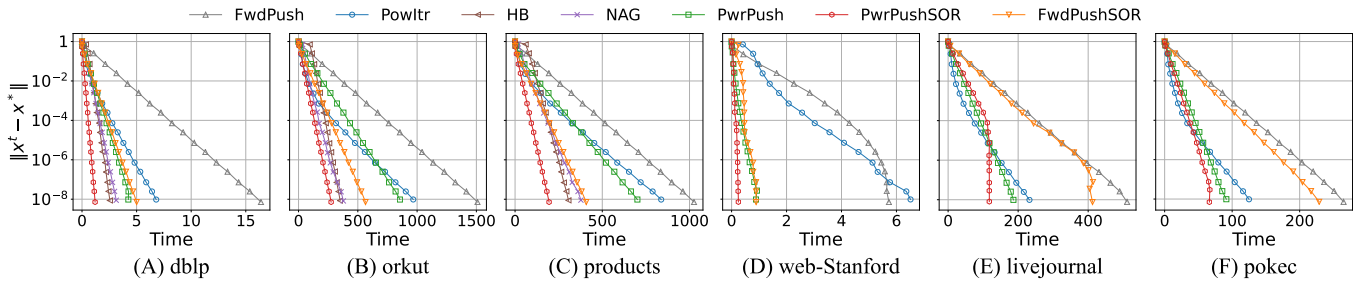 FwdPush PowItr HB NAG PwrPush PwrPushSOR FwdPushSOR
‖x^t − x^*‖
1
10^−2
10^−4
10^−6
10^−8
0 5 10 15
Time
(A) dblp
0 500 1000 1500
Time
(B) orkut
0 500 1000
Time
(C) products
0 2 4 6
Time
(D) web-Stanford
0 200 400
Time
(E) livejournal
0 100 200
Time
(F) pokec